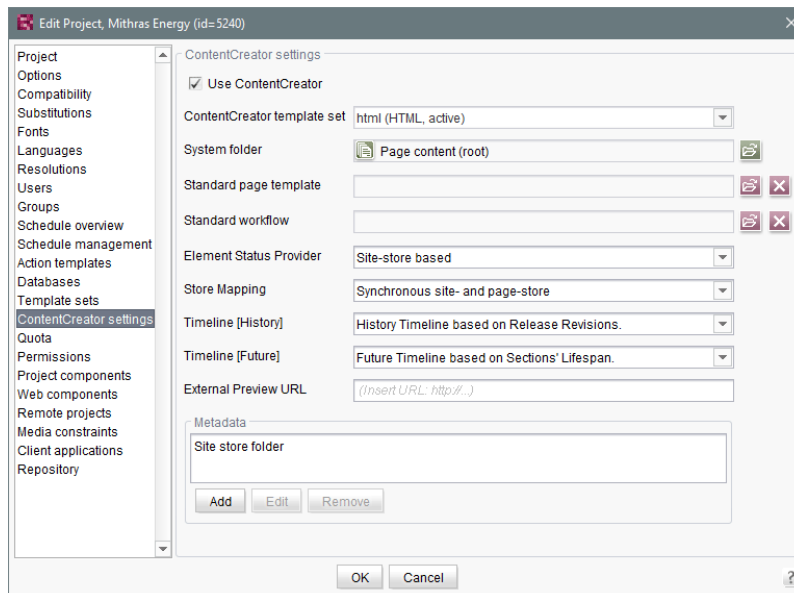 Edit Project, Mithras Energy (id=5240)
Project
Options
Compatibility
Substitutions
Fonts
Languages
Resolutions
Users
Groups
Schedule overview
Schedule management
Action templates
Databases
Template sets
ContentCreator settings
Quota
Permissions
Project components
Web components
Remote projects
Media constraints
Client applications
Repository
ContentCreator settings
Use ContentCreator
ContentCreator template set html (HTML, active)
System folder Page content (root)
Standard page template
Standard workflow
Element Status Provider Site-store based
Store Mapping Synchronous site- and page-store
Timeline [History] History Timeline based on Release Revisions.
Timeline [Future] Future Timeline based on Sections' Lifespan.
External Preview URL (Insert URL: http://...)
Metadata
Site store folder
Add Edit Remove
OK Cancel ?